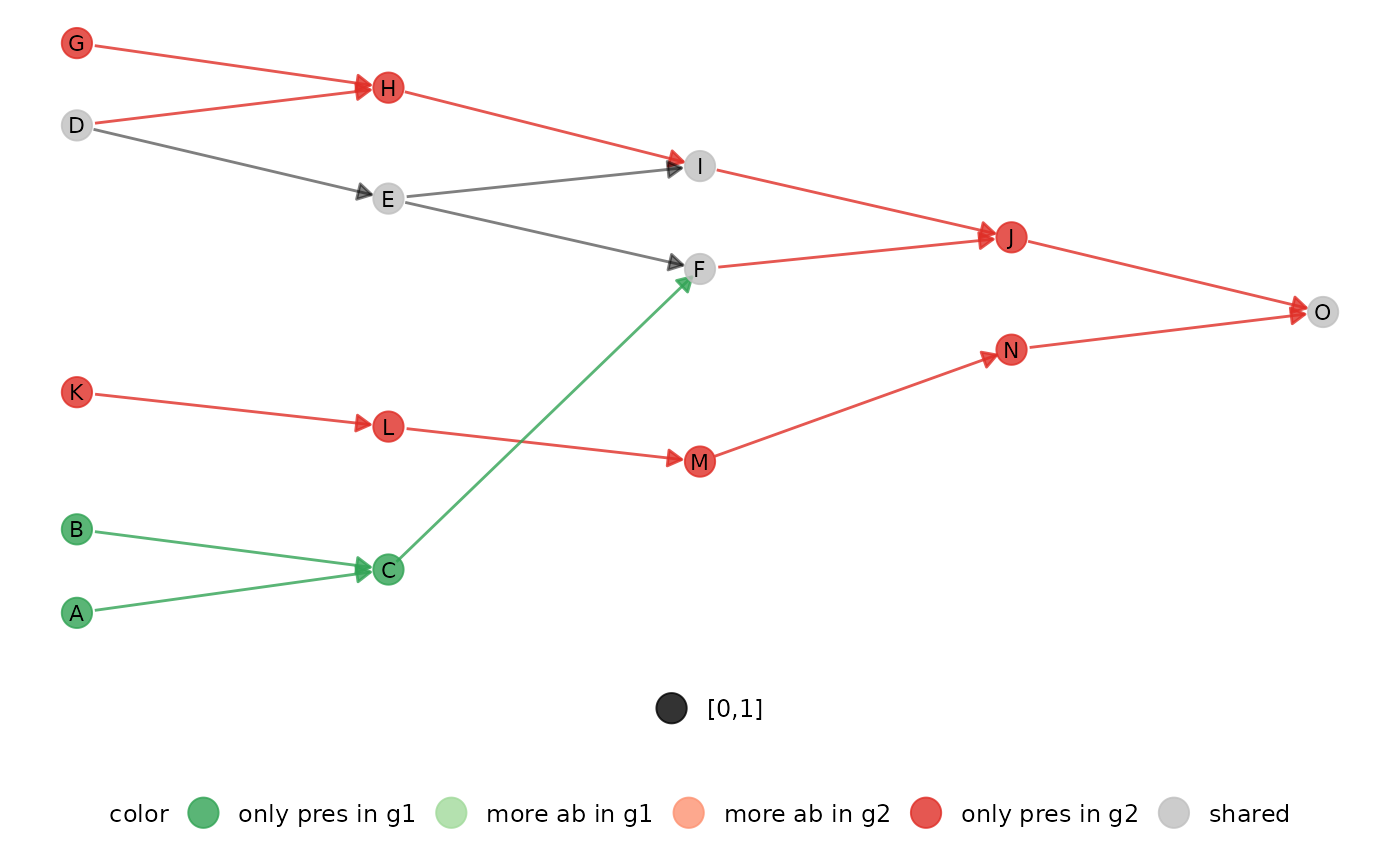 G
H
D
I
E
J
F
O
N
K
L
M
B
C
A
[0,1]
color only pres in g1 more ab in g1 more ab in g2 only pres in g2 shared